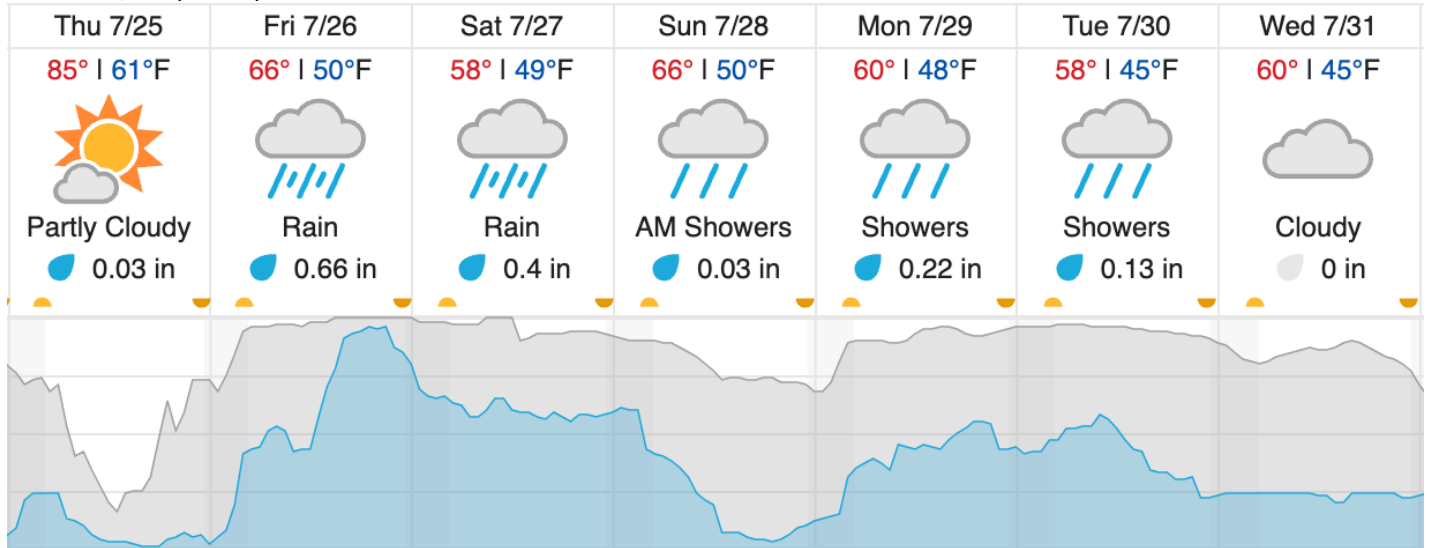 Thu 7/25 Fri 7/26 Sat 7/27 Sun 7/28 Mon 7/29 Tue 7/30 Wed 7/31
85° | 61°F 66° | 50°F 58° | 49°F 66° | 50°F 60° | 48°F 58° | 45°F 60° | 45°F
Partly Cloudy Rain Rain AM Showers Showers Showers Cloudy
0.03 in 0.66 in 0.4 in 0.03 in 0.22 in 0.13 in 0 in